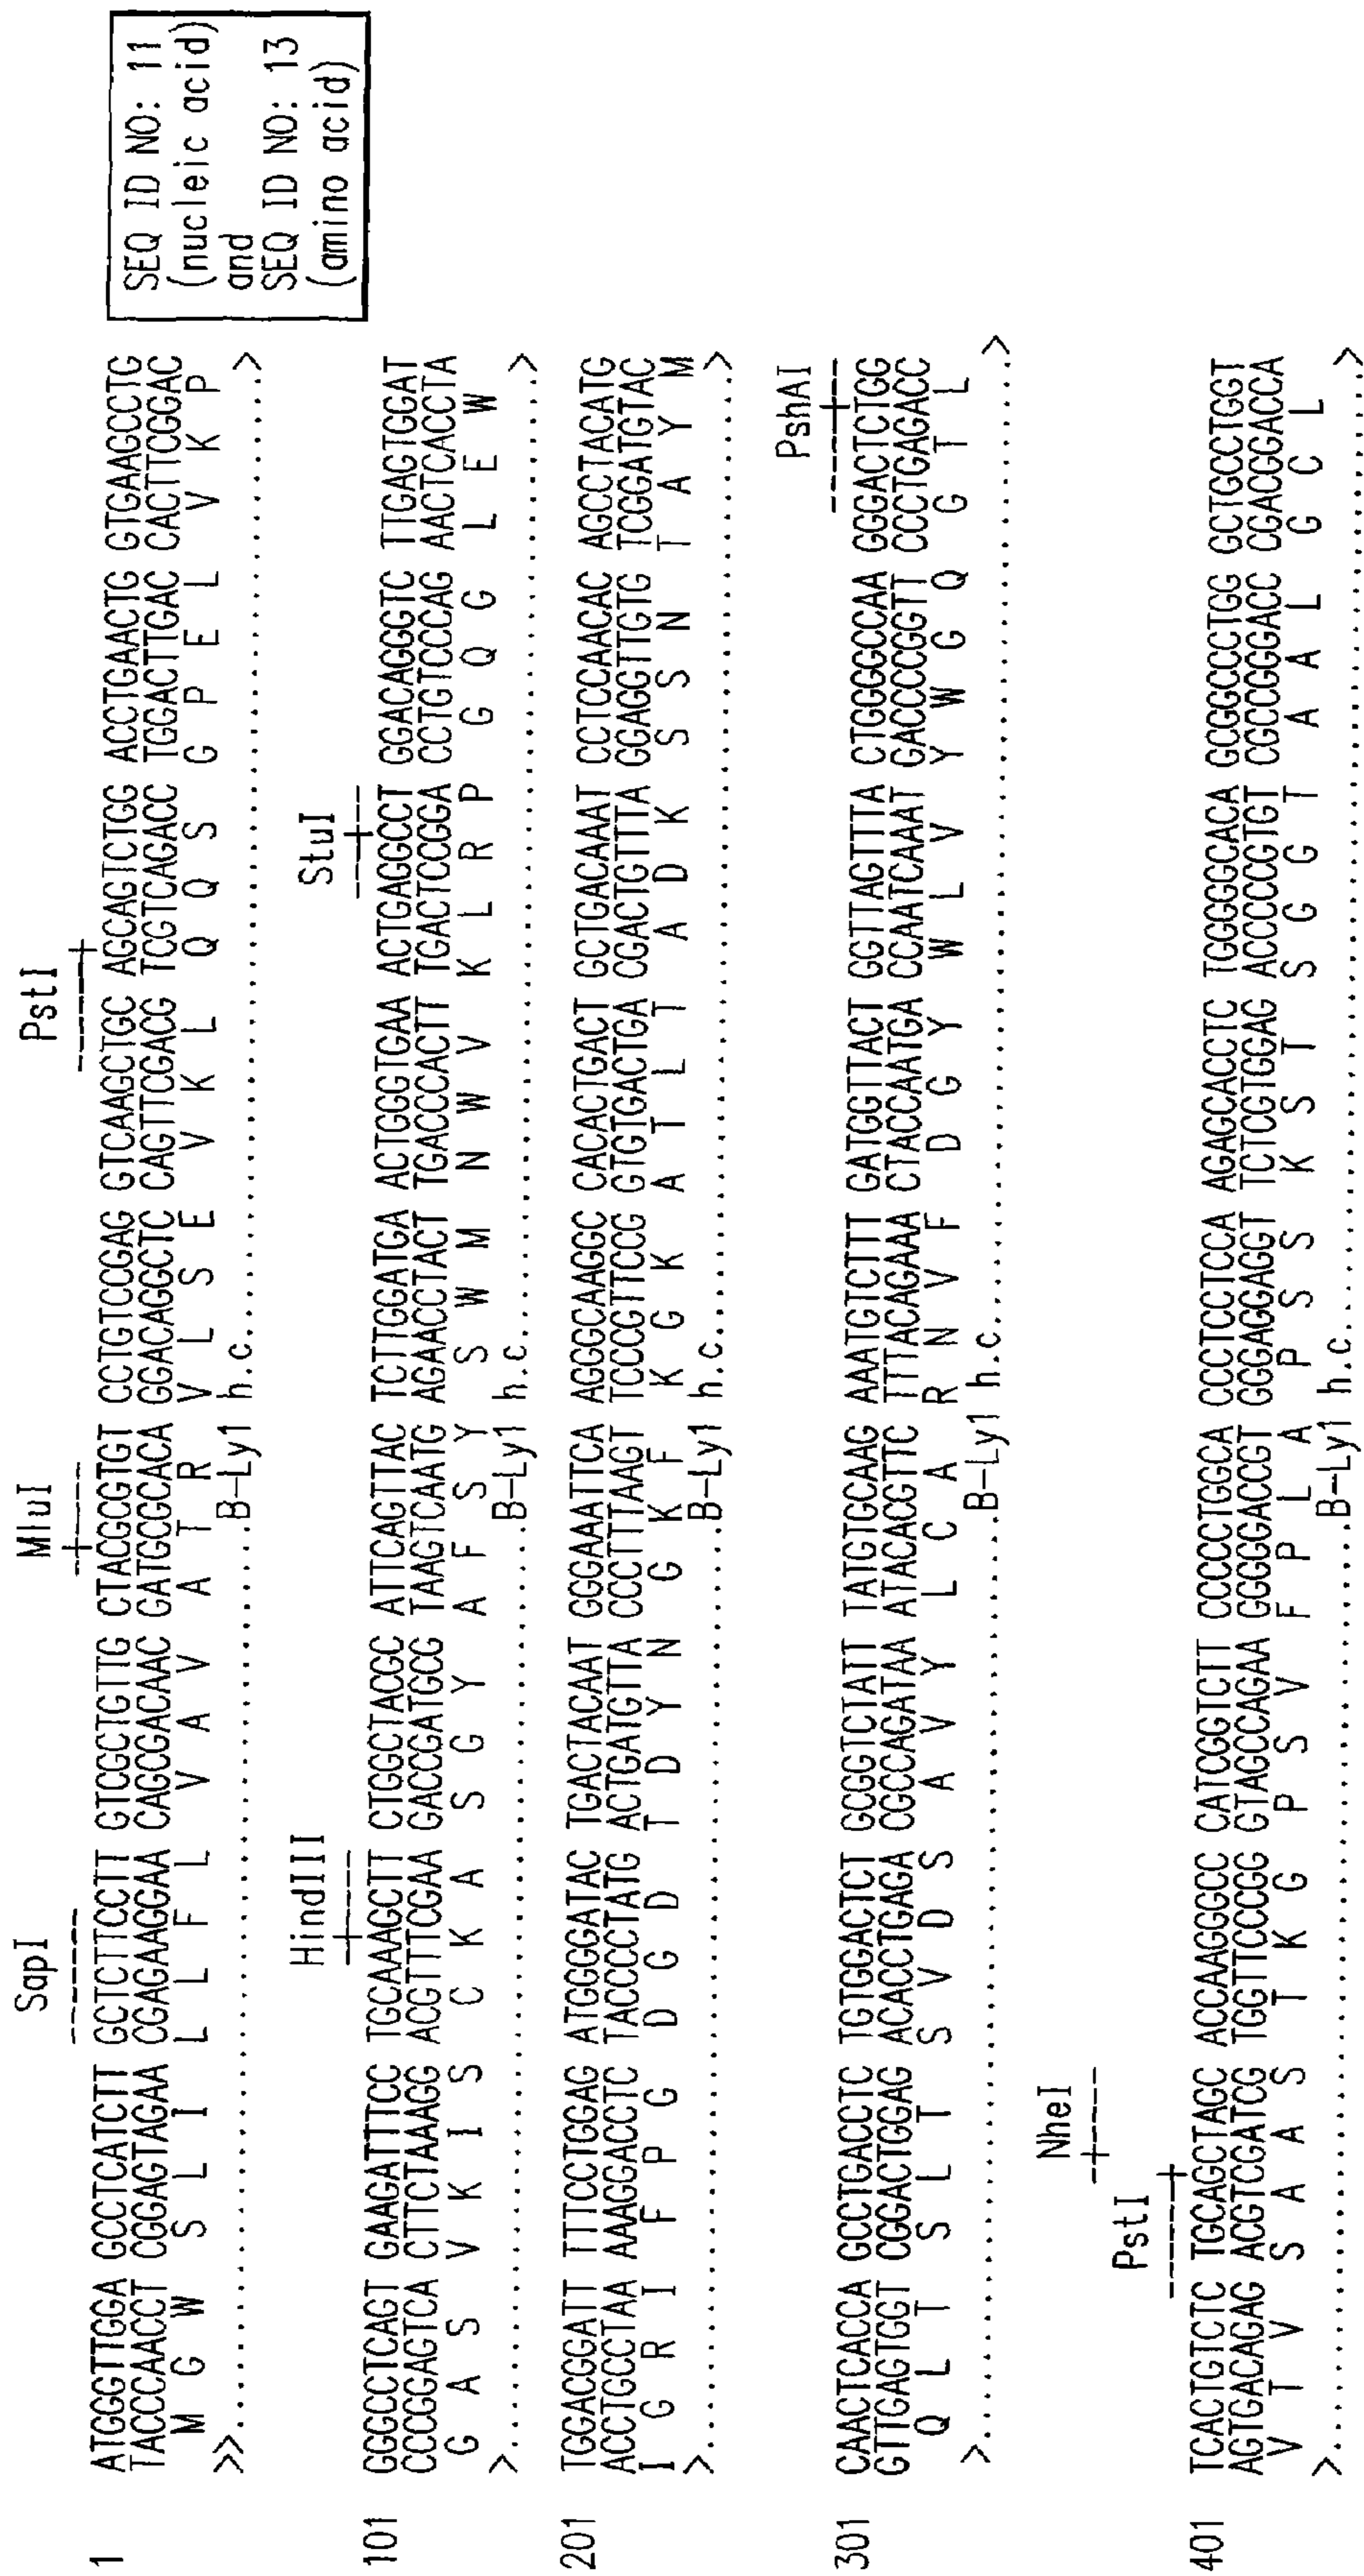 SEQ ID NO: 11
(nucleic acid)
and
SEQ ID NO: 13
(amino acid)
SapI MluI PstI
1 ATGGGTTGGA GCCTCATCTT GCTCTTCCTT GTCGCTGTTG CTACGCGTGT CCTGTCCGAG GTCAAGCTGC AGCAGTCTGG ACCTGAACTG GTGAAGCCTG
TACCCAACCT CGGAGTAGAA CGAGAAGGAA CAGCGACAAC GATGCGCACA GGACAGGCTC CAGTTCGACG TCGTCAGACC TGGACTTGAC CACTTCGGAC
M G W S L I L L F L V A V A T R V L S E V K L Q Q S G P E L V K P
B-Ly1 h.c.
HindIII StuI
101 GGGCCTCAGT GAAGATTTCC TGCAAAGCTT CTGGCTACGC ATTCAGTTAC TCTTGGATGA ACTGGGTGAA ACTGAGGCCT GGACAGGGTC TTGAGTGGAT
CCCGGAGTCA CTTCTAAAGG ACGTTTCGAA GACCGATGCG TAAGTCAATG AGAACCTACT TGACCCACTT TGACTCCGGA CCTGTCCCAG AACTCACCTA
G A S V K I S C K A S G Y A F S Y S W M N W V K L R P G Q G L E W
B-Ly1 h.c.
201 TGGACGGATT TTTCCTGGAG ATGGGGATAC TGACTACAAT GGGAAATTCA AGGGCAAGGC CACACTGACT GCTGACAAAT CCTCCAACAC AGCCTACATG
ACCTGCCTAA AAAGGACCTC TACCCCTATG ACTGATGTTA CCCTTTAAGT TCCCGTTCCG GTGTGACTGA CGACTGTTTA GGAGGTTGTG TCGGATGTAC
I G R I F P G D G D T D Y N G K F K G K A T L T A D K S S N T A Y M
B-Ly1 h.c.
PshAI
301 CAACTCACCA GCCTGACCTC TGTGGACTCT GCGGTCTATT TATGTGCAAG AAATGTCTTT GATGGTTACT GGTTAGTTTA CTGGGGCCAA GGGACTCTGG
GTTGAGTGGT CGGACTGGAG ACACCTGAGA CGCCAGATAA ATACACGTTC TTTACAGAAA CTACCAATGA CCAATCAAAT GACCCCGGTT CCCTGAGACC
Q L T S L T S V D S A V Y L C A R N V F D G Y W L V Y W G Q G T L
B-Ly1 h.c.
NheI
PstI
401 TCACTGTCTC TGCAGCTAGC ACCAAGGGCC CATCGGTCTT CCCCCTGGCA CCCTCCTCCA AGAGCACCTC TGGGGGCACA GCGGCCCTGG GCTGCCTGGT
AGTGACAGAG ACGTCGATCG TGGTTCCCGG GTAGCCAGAA GGGGGACCGT GGGAGGAGGT TCTCGTGGAG ACCCCCGTGT CGCCGGGACC CGACGGACCA
V T V S A A S T K G P S V F P L A P S S K S T S G G T A A L G C L
B-Ly1 h.c.